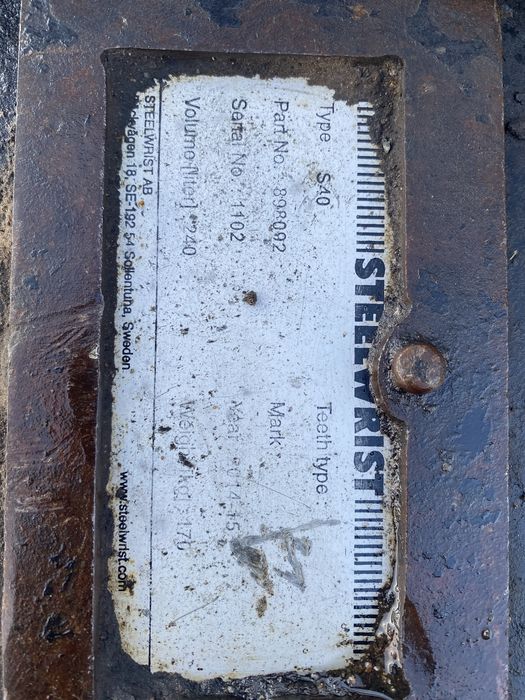 STEELWRIST
Type S40 Teeth type
Part No. 898092 Mark
Serial No. 1102 Year
Volume [liter] 240 Weight [kg] 170
STEELWRIST AB
18, SE-192 54 Sollentuna, Sweden www.steelwrist.com